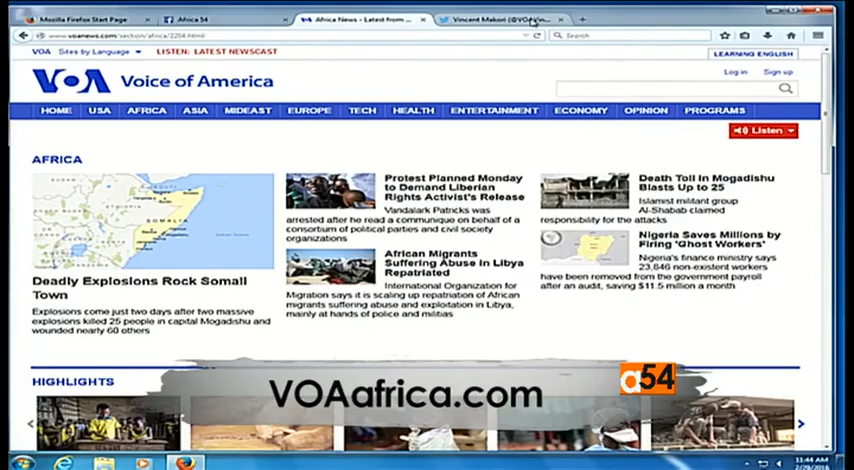 Mozilla Firefox Start Page
Africa 54
Africa News - Latest from ...
Vincent Makori (@VOAVin...
www.voanews.com/section/africa/2204.html
Search
VOA Sites by Language
LISTEN: LATEST NEWSCAST
LEARNING ENGLISH
VOA Voice of America
Log in Sign up
HOME USA AFRICA ASIA MIDEAST EUROPE TECH HEALTH ENTERTAINMENT ECONOMY OPINION PROGRAMS
Listen
AFRICA
SOMALIA
Deadly Explosions Rock Somali
Town
Explosions come just two days after two massive
explosions killed 25 people in capital Mogadishu and
wounded nearly 60 others
Protest Planned Monday
to Demand Liberian
Rights Activist's Release
Vandalark Patricks was
arrested after he read a communique on behalf of a
consortium of political parties and civil society
organizations
African Migrants
Suffering Abuse in Libya
Repatriated
International Organization for
Migration says it is scaling up repatriation of African
migrants suffering abuse and exploitation in Libya,
mainly at hands of police and militias
Death Toll in Mogadishu
Blasts Up to 25
Islamist militant group
Al-Shabab claimed
responsibility for the attacks
Nigeria Saves Millions by
Firing 'Ghost Workers'
Nigeria's finance ministry says
23,846 non-existent workers
have been removed from the government payroll
after an audit, saving $11.5 million a month
HIGHLIGHTS
VOAafrica.com
a54
11:44 AM
2/29/2016